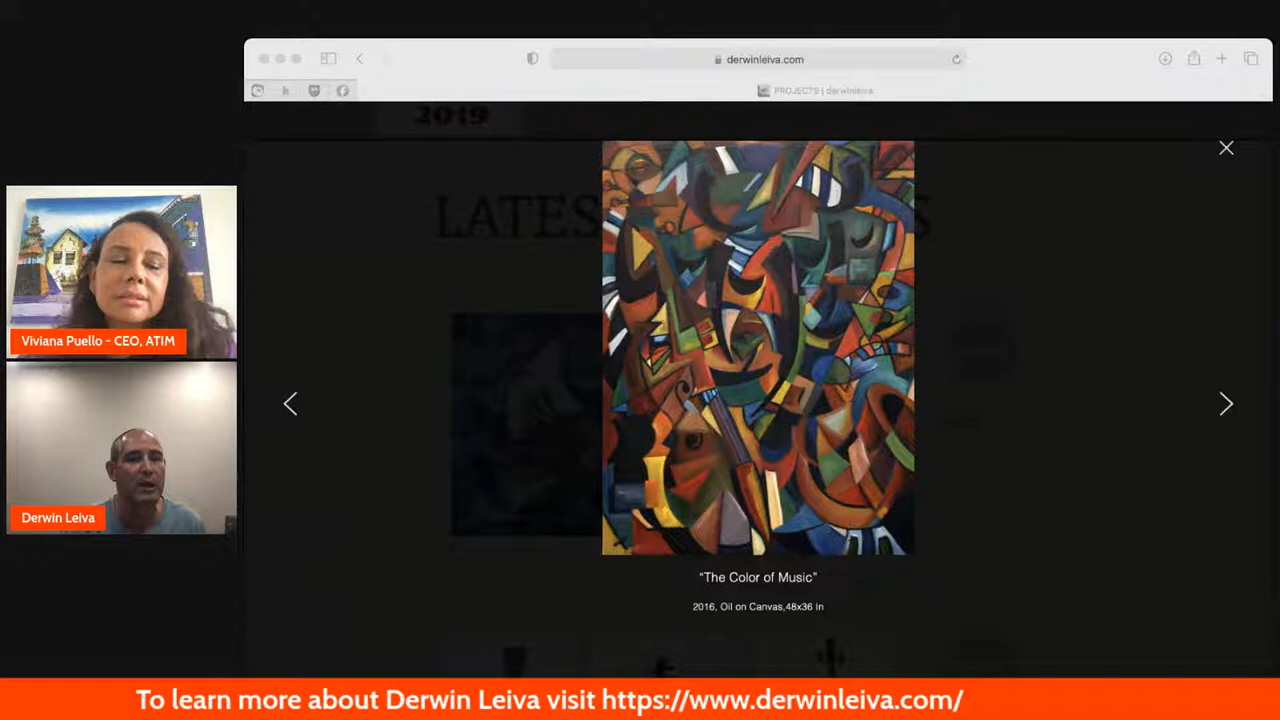 derwinleiva.com
PROJECTS | derwinleiva
2019
LATES
S
Viviana Puello - CEO, ATIM
Derwin Leiva
“The Color of Music”
2016, Oil on Canvas,48x36 in
To learn more about Derwin Leiva visit https://www.derwinleiva.com/